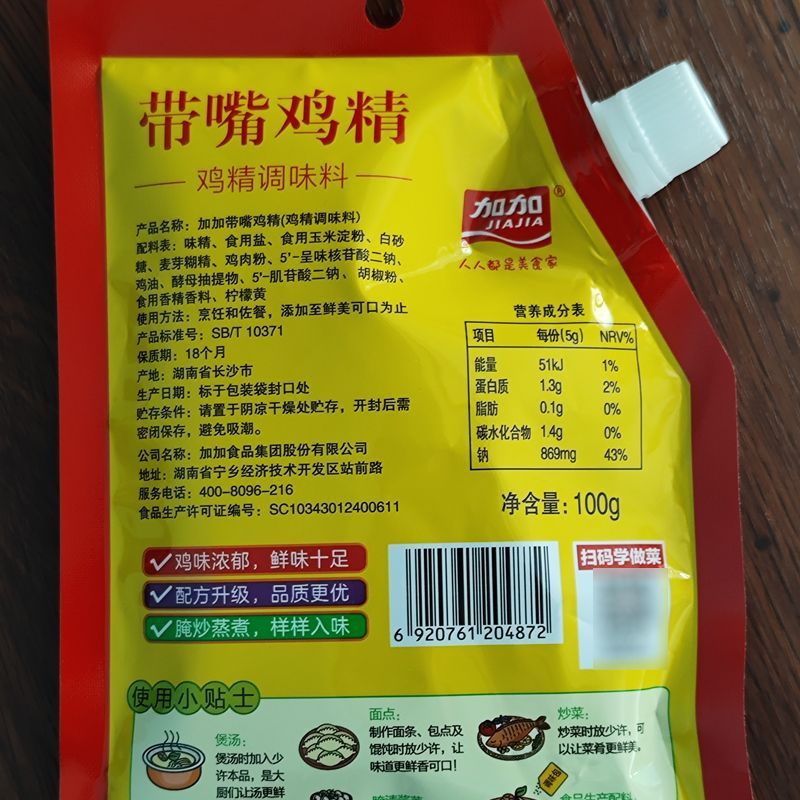 带嘴鸡精
鸡精调味料
加加
JIAJIA
®
人人都是美食家
产品名称：加加带嘴鸡精(鸡精调味料)
配料表：味精、食用盐、食用玉米淀粉、白砂
糖、麦芽糊精、鸡肉粉、5'-呈味核苷酸二钠、
鸡油、酵母抽提物、5'-肌苷酸二钠、胡椒粉、
食用香精香料、柠檬黄
使用方法：烹饪和佐餐，添加至鲜美可口为止
产品标准号：SB/T 10371
保质期：18个月
产地：湖南省长沙市
生产日期：标于包装袋封口处
贮存条件：请置于阴凉干燥处贮存，开封后需
密闭保存，避免吸潮。
公司名称：加加食品集团股份有限公司
地址：湖南省宁乡经济技术开发区站前路
服务电话：400-8096-216
食品生产许可证编号：SC10343012400611
营养成分表
项目 每份(5g) NRV%
能量 51kJ 1%
蛋白质 1.3g 2%
脂肪 0.1g 0%
碳水化合物 1.4g 0%
钠 869mg 43%
净含量：100g
鸡味浓郁，鲜味十足
配方升级，品质更优
腌炒蒸煮，样样入味
6 920761 204872
扫码学做菜
使用小贴士
煲汤：
煲汤时加入少
许本品，是大
厨们让汤更鲜
面点：
制作面条、包点及
馄饨时放少许，让
味道更鲜香可口！
炒菜：
炒菜时放少许，可
以让菜肴更鲜美。
调味包
食品生产配料